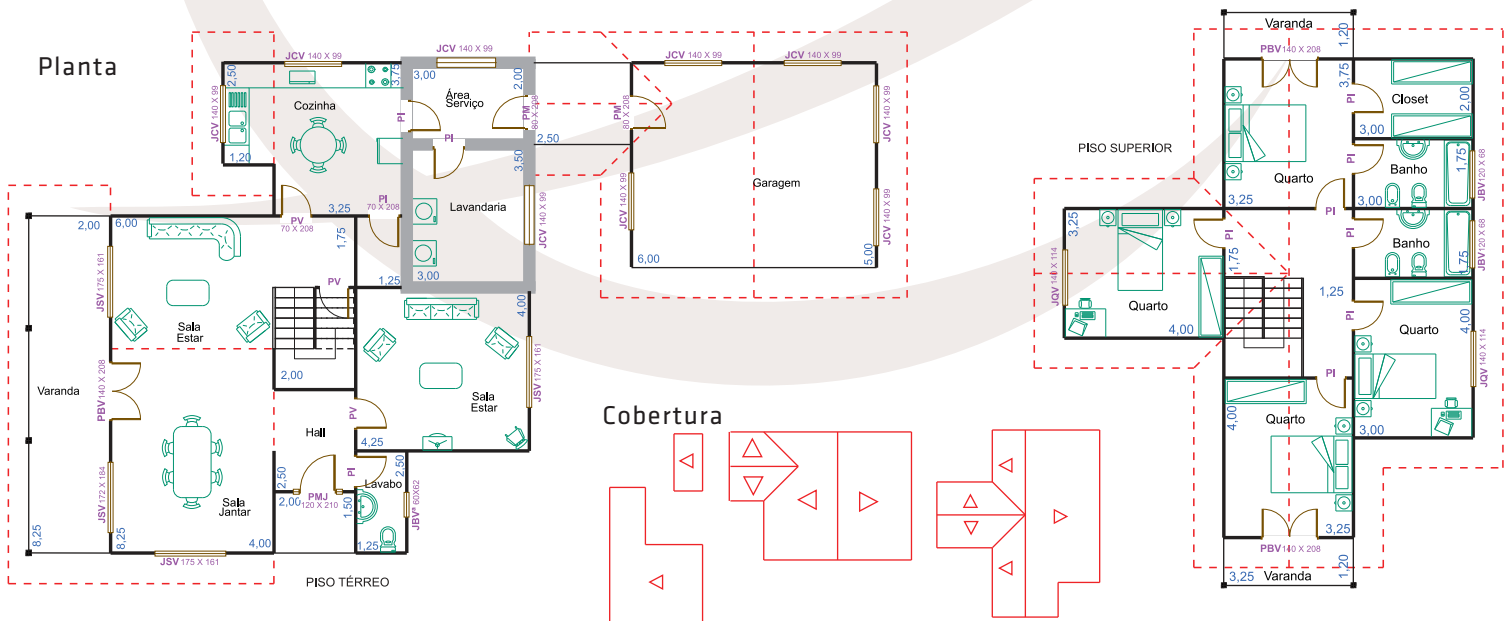 Planta
JCV 140 X 99
JCV 140 X 99
JCV 140 X 99
JCV 140 X 99
2,50
3,75
3,00
2,00
Cozinha
Área
Serviço
JCV 140 X 99
PI
PM
80 X 208
PM
80 X 208
PI
1,20
2,50
JCV 140 X 99
3,50
Garagem
JCV 140 X 99
PI
70 X 208
Lavandaria
JCV 140 X 99
JCV 140 X 99
3,25
PV
70 X 208
2,00
6,00
1,75
1,25
3,00
6,00
5,00
JSV 175 X 161
PV
Sala
Estar
4,00
Varanda
PBV 140 X 208
2,00
Sala
Estar
JSV 175 X 161
PV
Hall
4,25
JSV 172 X 184
Sala
Jantar
2,50
PI
Lavabo
2,50
2,00
PMJ
120 X 210
1,50
JBVª 60X62
8,25
8,25
4,00
1,25
JSV 175 X 161
PISO TÉRREO
Cobertura
PISO SUPERIOR
Varanda
1,20
PBV 140 X 208
3,75
PI
Closet
2,00
3,00
PI
Banho
1,75
JBV 120 X 68
Quarto
3,25
3,00
PI
3,25
PI
1,75
PI
Banho
1,75
JBV 120 X 68
JQV 140 X 114
Quarto
4,00
1,25
PI
Quarto
4,00
JQV 140 X 114
PI
4,00
Quarto
3,00
3,25
PBV 140 X 208
3,25
Varanda
1,20